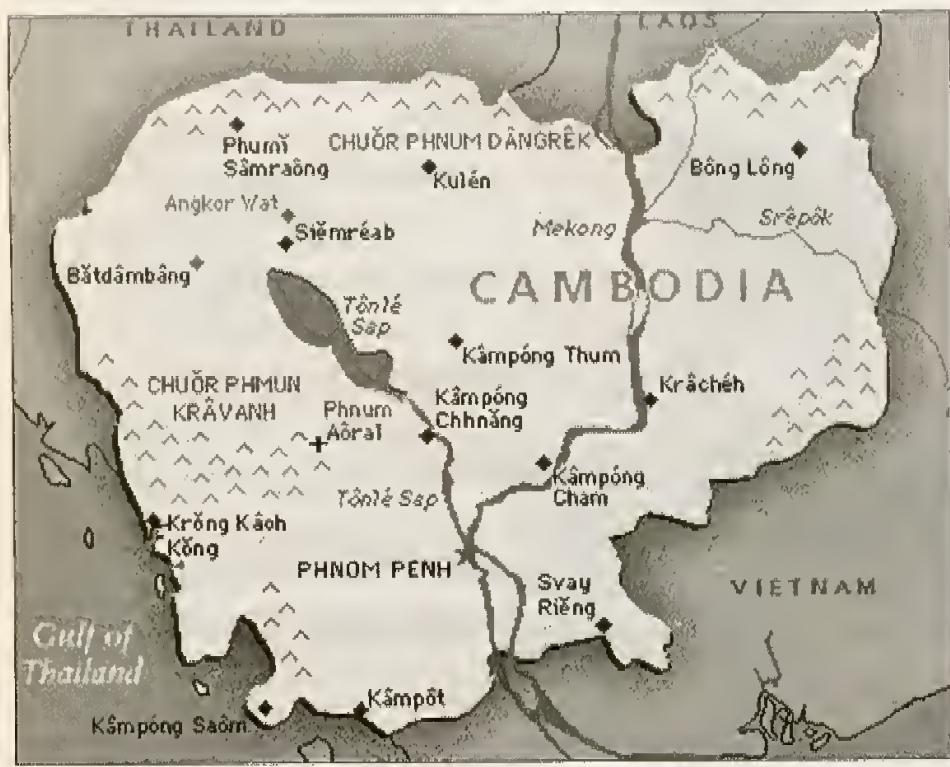 THAILAND
LAOS
Phumĭ
Sâmraông
CHUŎR PHNUM DÂNGRÊK
Kulén
Bông Lông
Angkor Wat
Siĕmréab
Mekong
Srêpôk
Bătdâmbâng
CAMBODIA
Tônlé
Sap
Kâmpóng Thum
CHUŎR PHMUN
KRÂVANH
Phnum
Aôral
Kâmpóng
Chhnăng
Krâchéh
Tônlé Sap
Kâmpóng
Cham
Krŏng Kâoh
Kŏng
PHNOM PENH
Svay
Riĕng
VIETNAM
Gulf of
Thailand
Kâmpôt
Kâmpóng Saôm